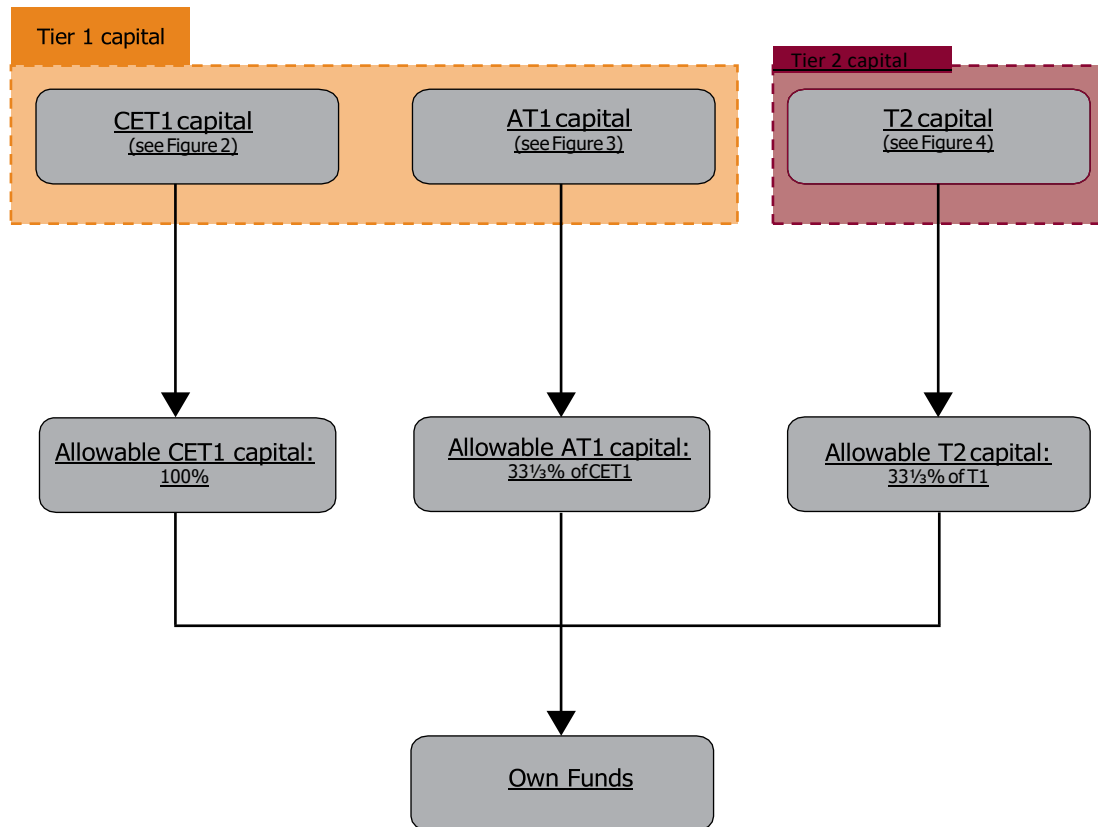 Tier 1 capital
Tier 2 capital
CET1 capital
(see Figure 2)
AT1 capital
(see Figure 3)
T2 capital
(see Figure 4)
Allowable CET1 capital:
100%
Allowable AT1 capital:
33⅓% of CET1
Allowable T2 capital:
33⅓% of T1
Own Funds